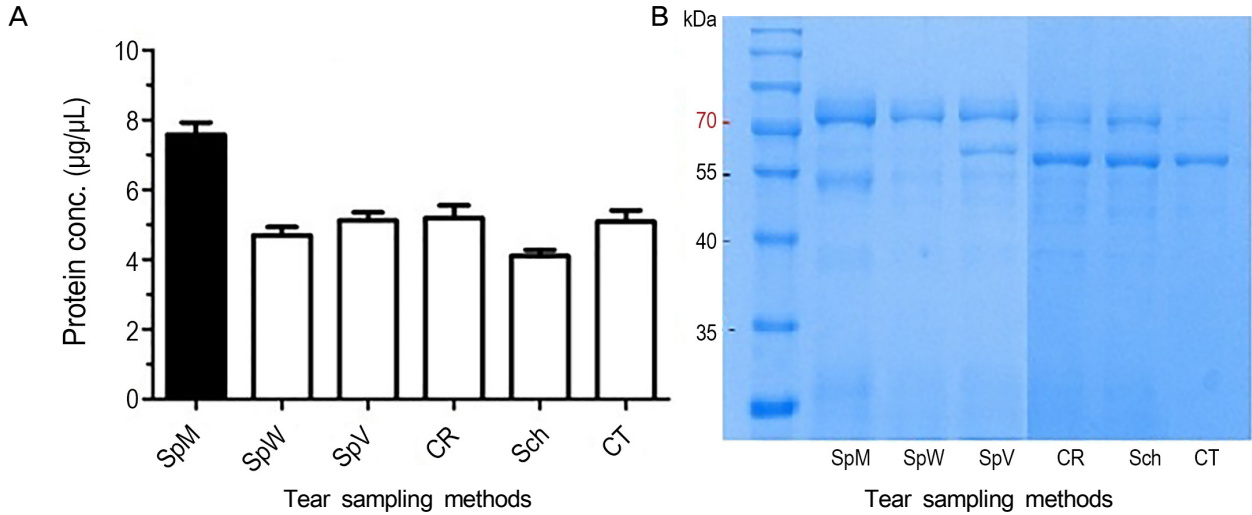 A
Protein conc. (µg/µL)
10
8
6
4
2
0
SpM
SpW
SpV
CR
Sch
CT
Tear sampling methods
B
kDa
70
55
40
35
SpM
SpW
SpV
CR
Sch
CT
Tear sampling methods